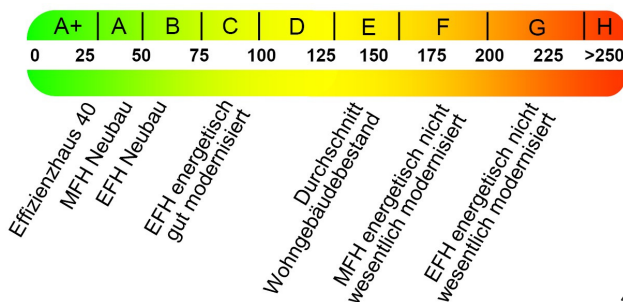 A+ A B C D E F G H
0 25 50 75 100 125 150 175 200 225 >250
Effizienzhaus 40
MFH Neubau
EFH Neubau
EFH energetisch
gut modernisiert
Durchschnitt
Wohngebäudebestand
MFH energetisch nicht
wesentlich modernisiert
EFH energetisch nicht
wesentlich modernisiert